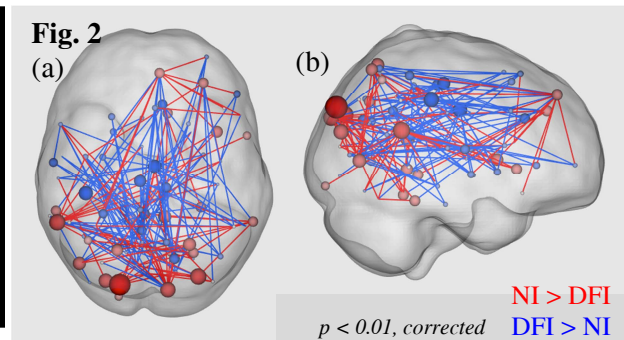 Fig. 2
(a)
(b)
NI > DFI
p < 0.01, corrected DFI > NI